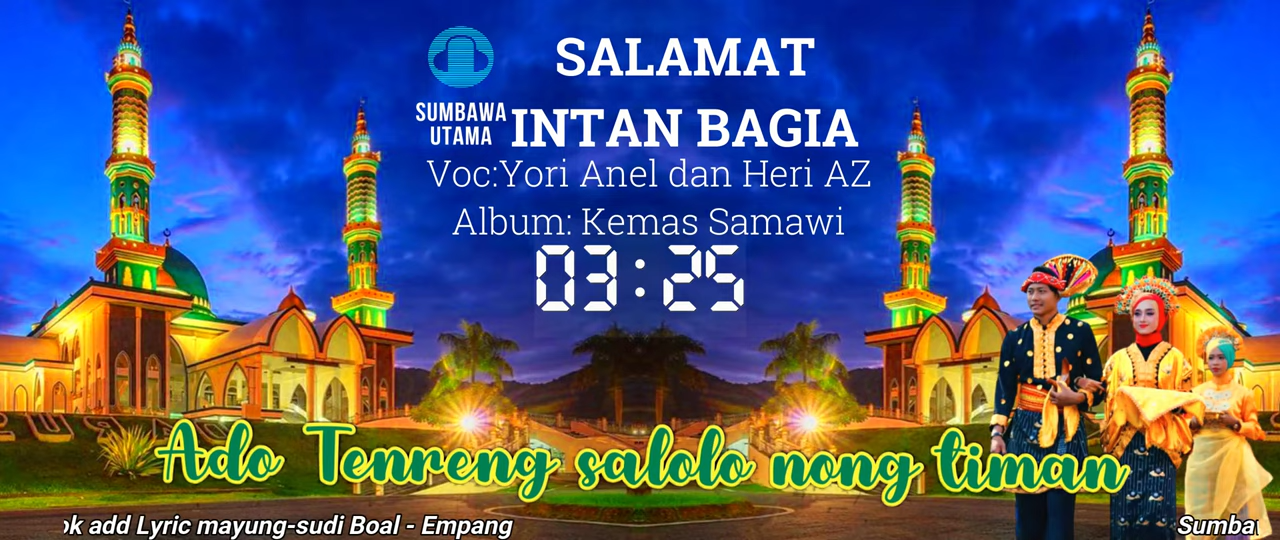 SALAMAT
INTAN BAGIA
SUMBAWA
UTAMA
Voc:Yori Anel dan Heri AZ
Album: Kemas Samawi
03:25
Ado Tenreng salolo nong timan
add Lyric mayung-sudi Boal - Empang